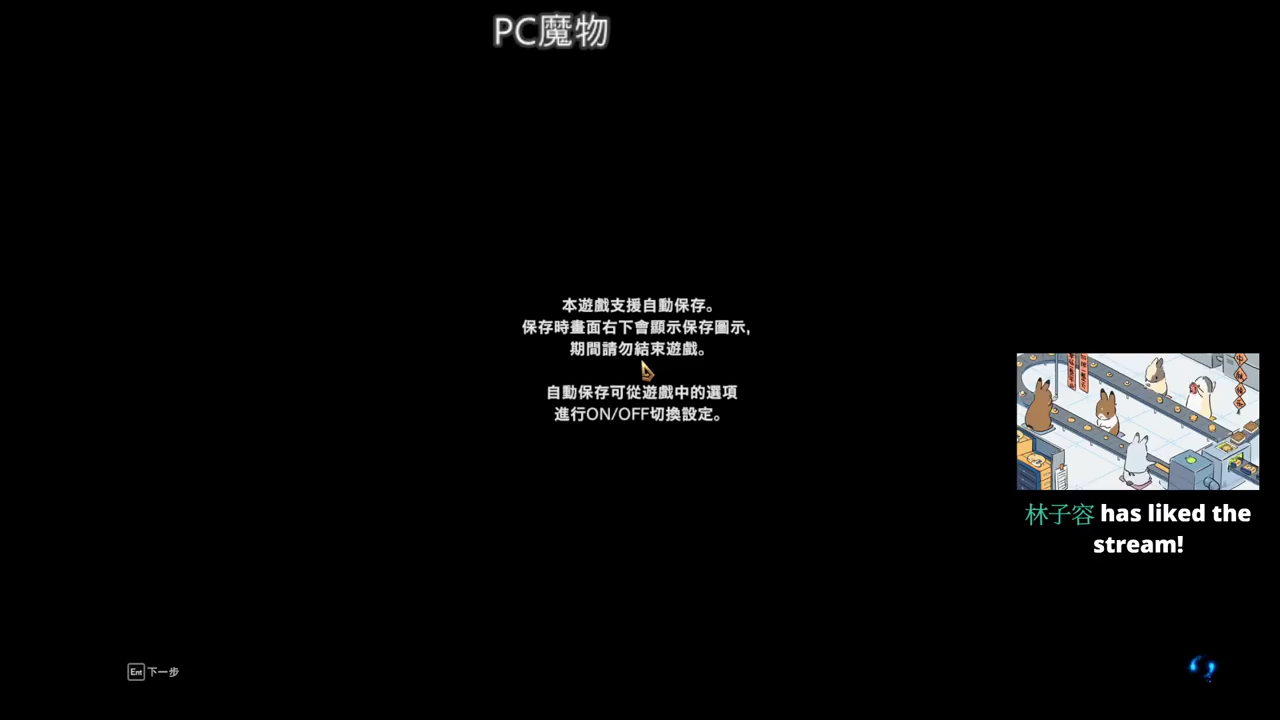 PC魔物
本遊戲支援自動保存。
保存時畫面右下會顯示保存圖示,
期間請勿結束遊戲。
自動保存可從遊戲中的選項
進行ON/OFF切換設定。
林子容 has liked the
stream!
Ent 下一步